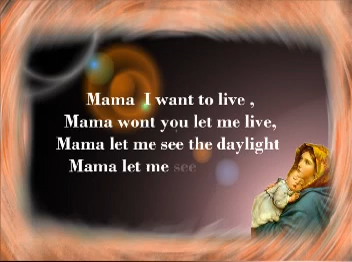 Mama I want to live ,
Mama wont you let me live,
Mama let me see the daylight
Mama let me see